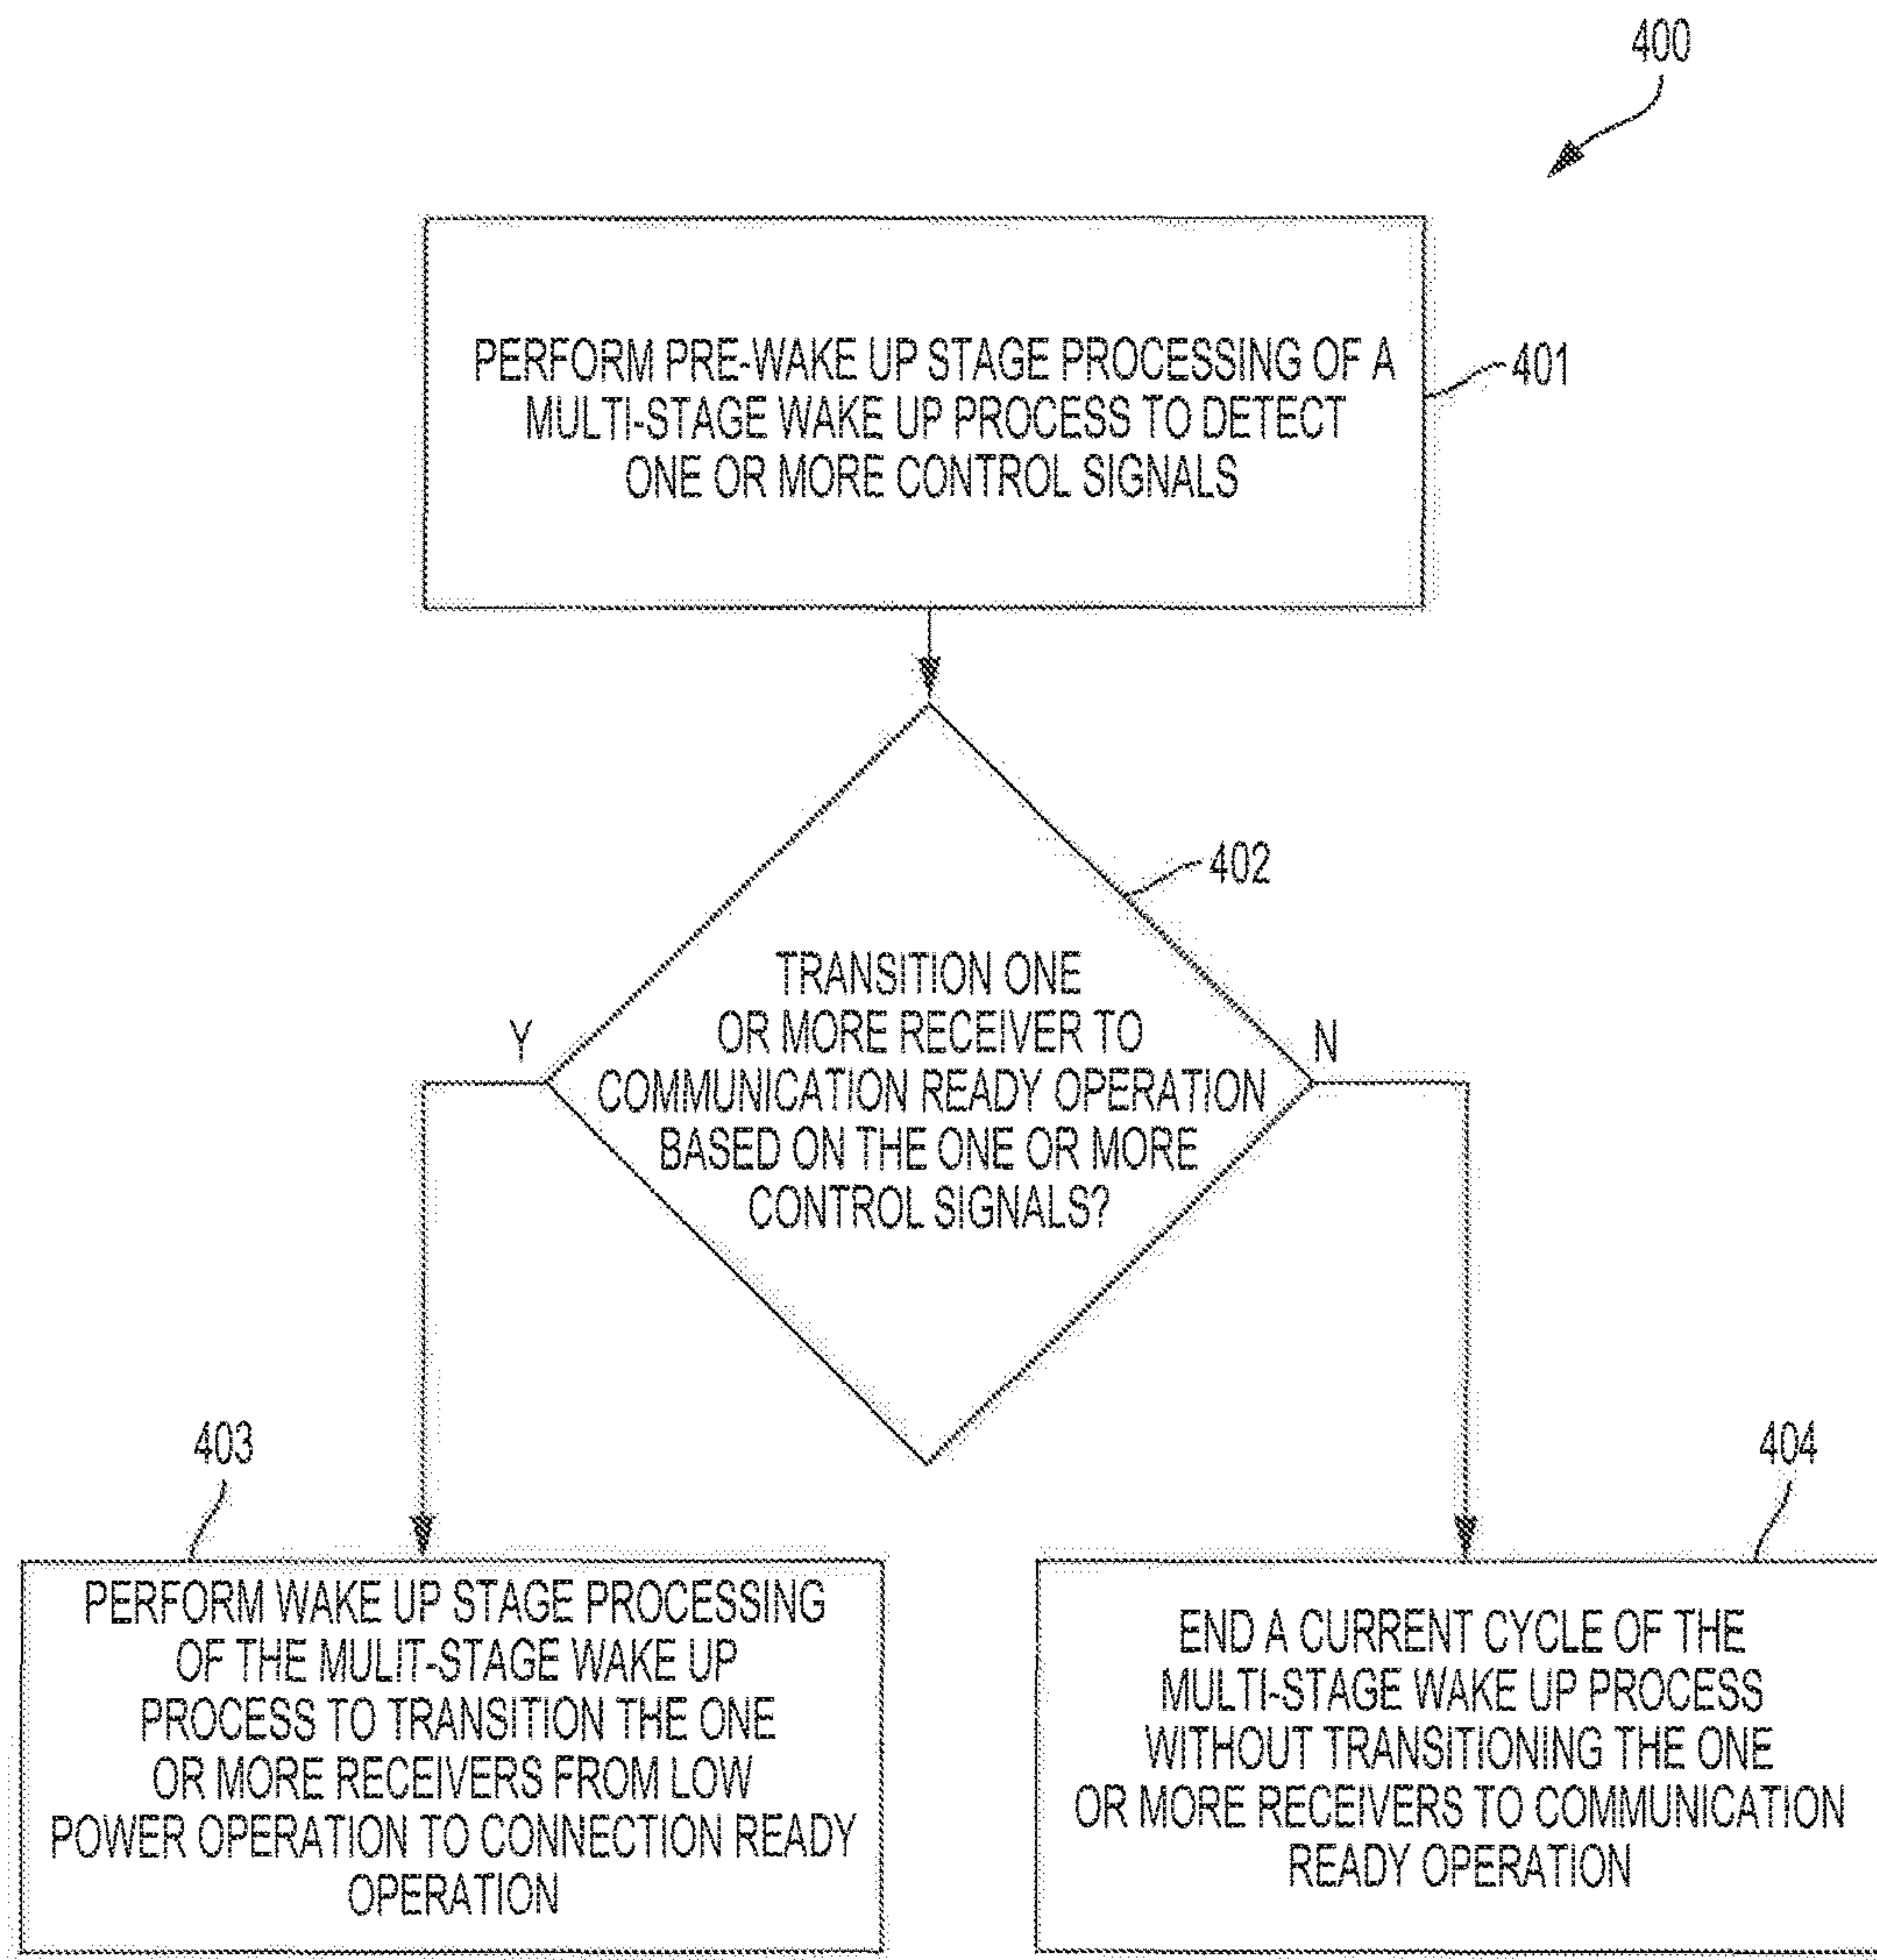 400
PERFORM PRE-WAKE UP STAGE PROCESSING OF A
MULTI-STAGE WAKE UP PROCESS TO DETECT
ONE OR MORE CONTROL SIGNALS
401
402
TRANSITION ONE
OR MORE RECEIVER TO
COMMUNICATION READY OPERATION
BASED ON THE ONE OR MORE
CONTROL SIGNALS?
Y
N
403
PERFORM WAKE UP STAGE PROCESSING
OF THE MULIT-STAGE WAKE UP
PROCESS TO TRANSITION THE ONE
OR MORE RECEIVERS FROM LOW
POWER OPERATION TO CONNECTION READY
OPERATION
404
END A CURRENT CYCLE OF THE
MULTI-STAGE WAKE UP PROCESS
WITHOUT TRANSITIONING THE ONE
OR MORE RECEIVERS TO COMMUNICATION
READY OPERATION